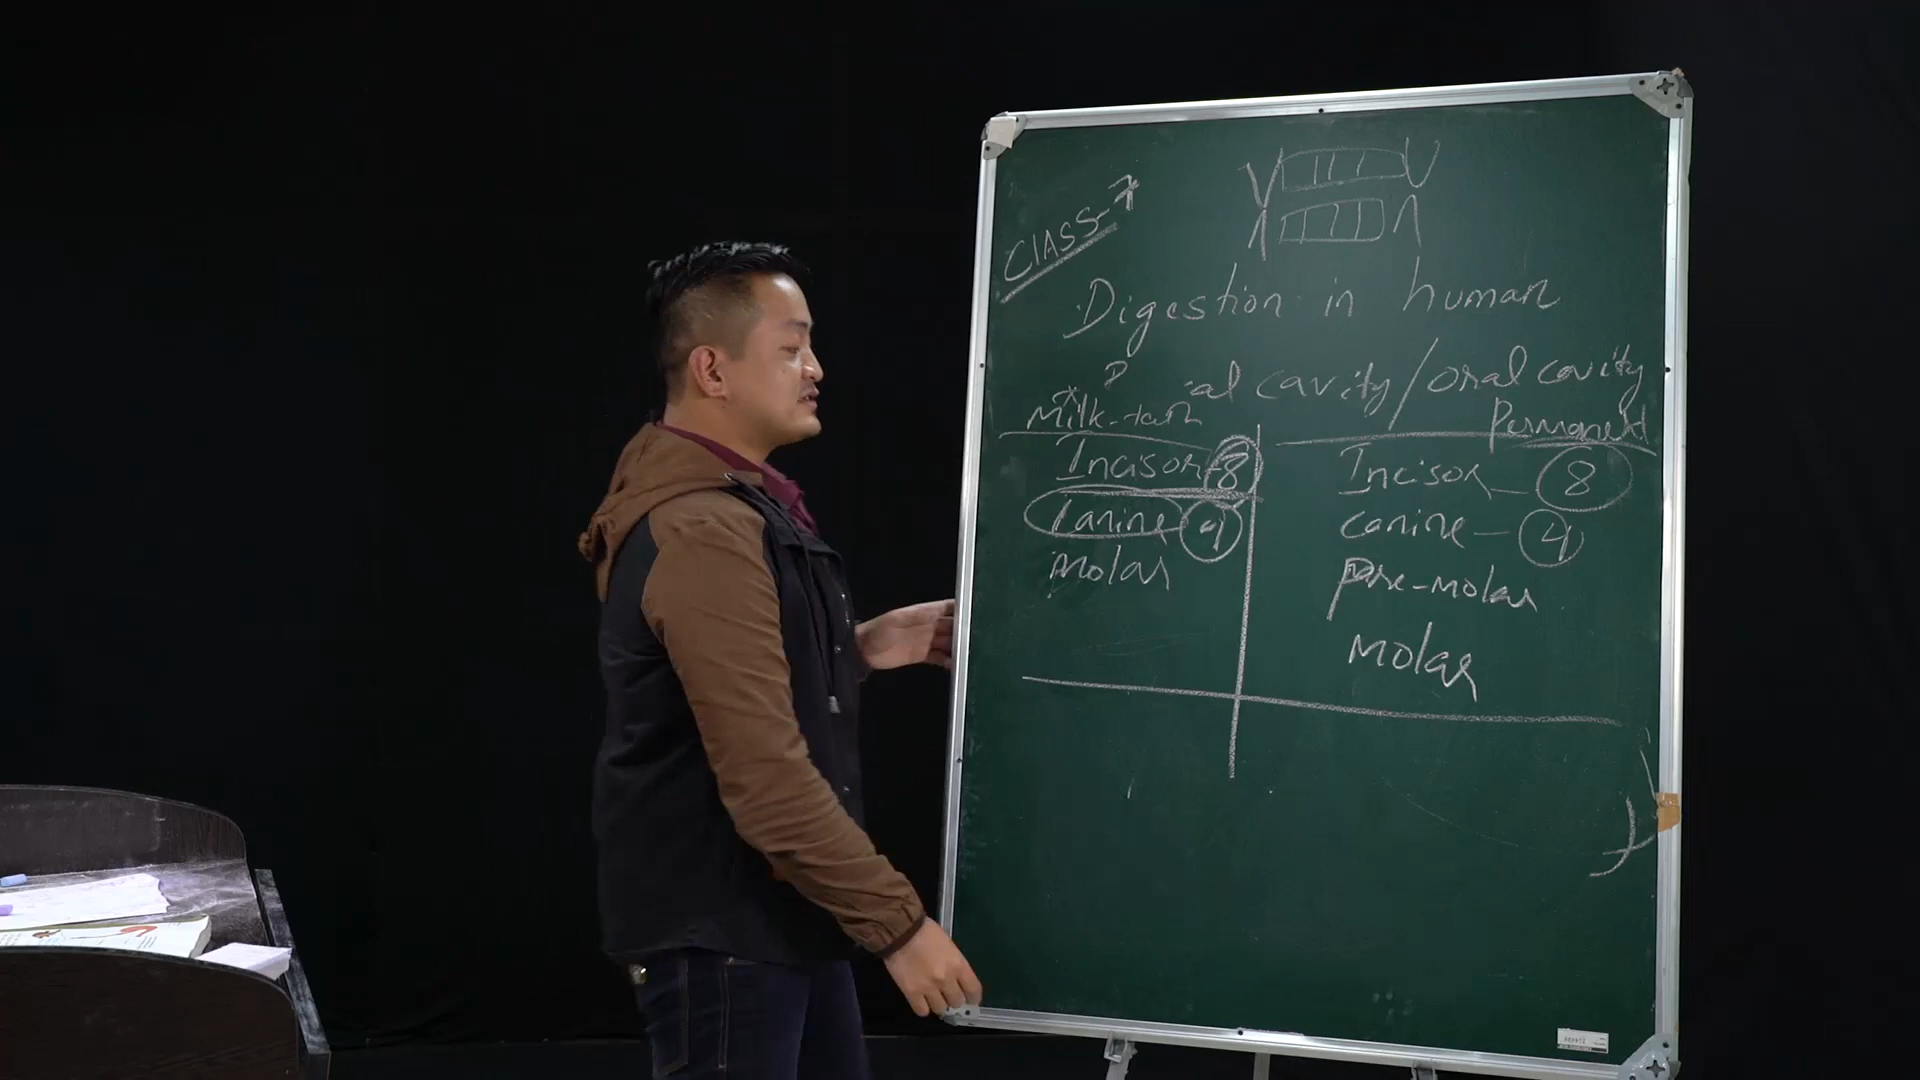 CLASS-7
Digestion in human
al cavity/oral cavity
Milk-teeth
Permanent
Incisor-8
Incisor-8
Canine 4
canine-4
Molar
pre-molar
Molar